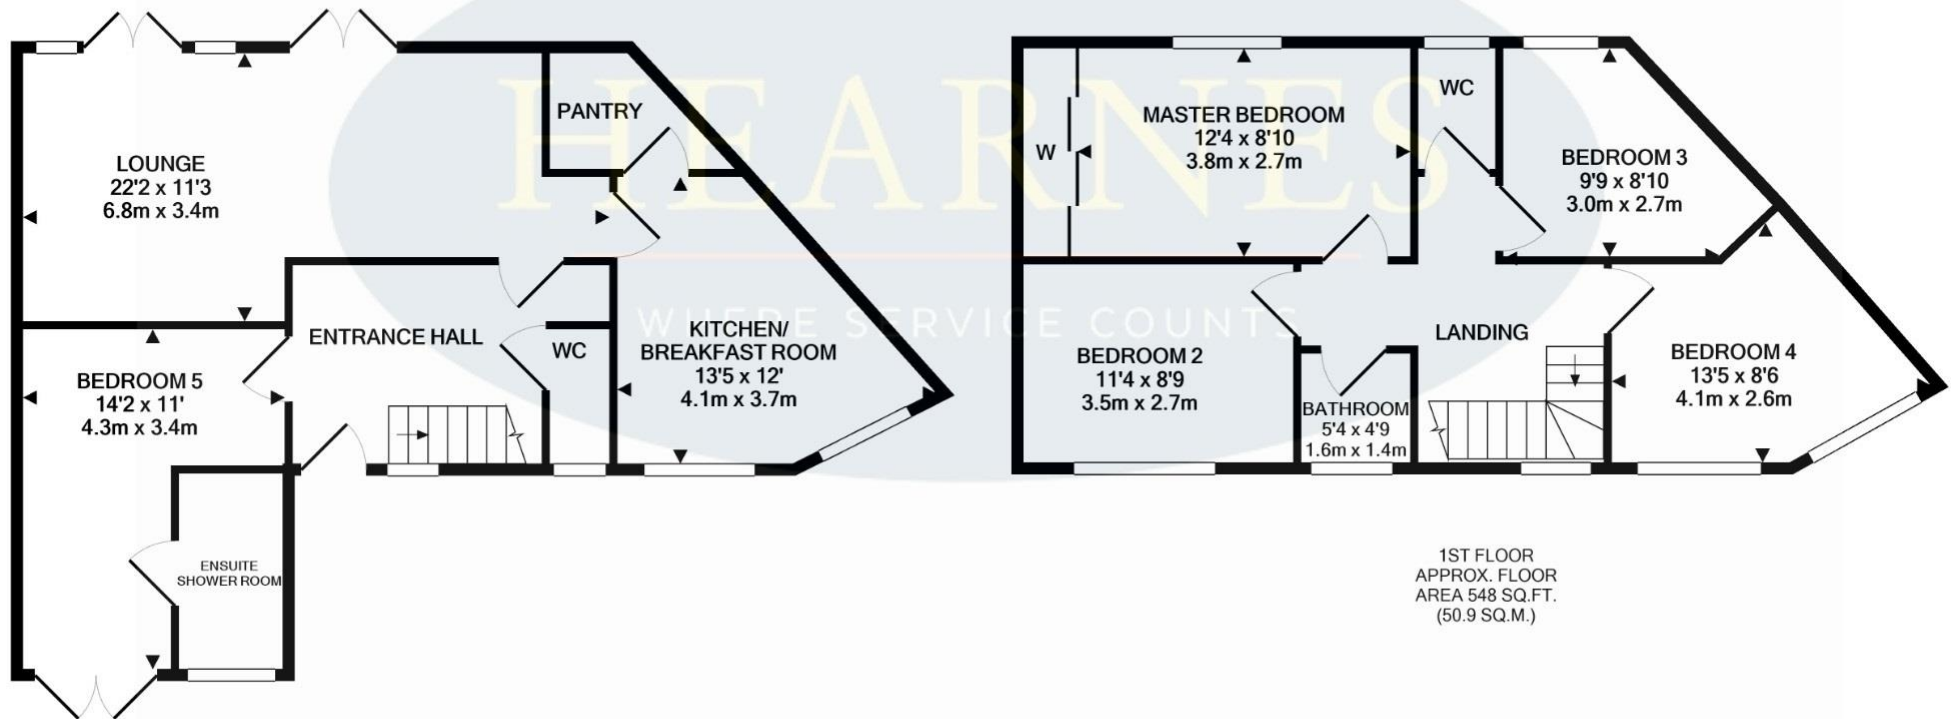 HEARNES
WHERE SERVICE COUNTS
LOUNGE
22'2 x 11'3
6.8m x 3.4m
PANTRY
ENTRANCE HALL
WC
KITCHEN/
BREAKFAST ROOM
13'5 x 12'
4.1m x 3.7m
BEDROOM 5
14'2 x 11'
4.3m x 3.4m
ENSUITE
SHOWER ROOM
W
MASTER BEDROOM
12'4 x 8'10
3.8m x 2.7m
WC
BEDROOM 3
9'9 x 8'10
3.0m x 2.7m
BEDROOM 2
11'4 x 8'9
3.5m x 2.7m
LANDING
BATHROOM
5'4 x 4'9
1.6m x 1.4m
BEDROOM 4
13'5 x 8'6
4.1m x 2.6m
1ST FLOOR
APPROX. FLOOR
AREA 548 SQ.FT.
(50.9 SQ.M.)